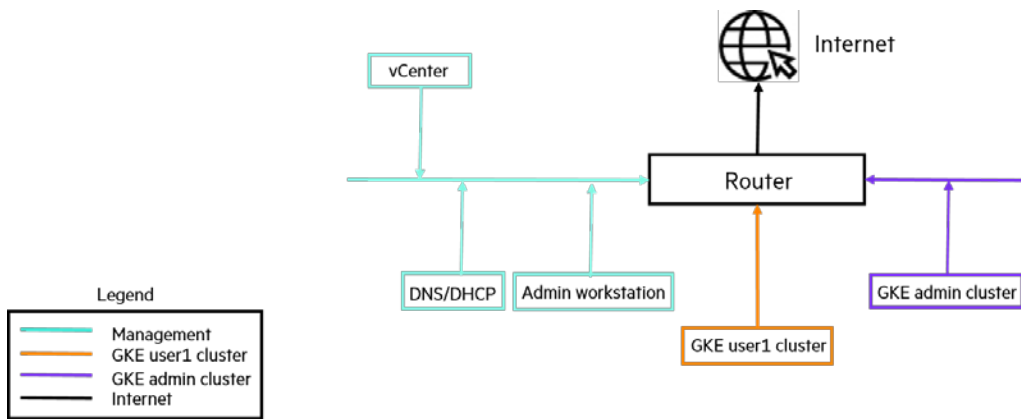 Internet
vCenter
Router
DNS/DHCP
Admin workstation
GKE admin cluster
GKE user1 cluster
Legend
Management
GKE user1 cluster
GKE admin cluster
Internet